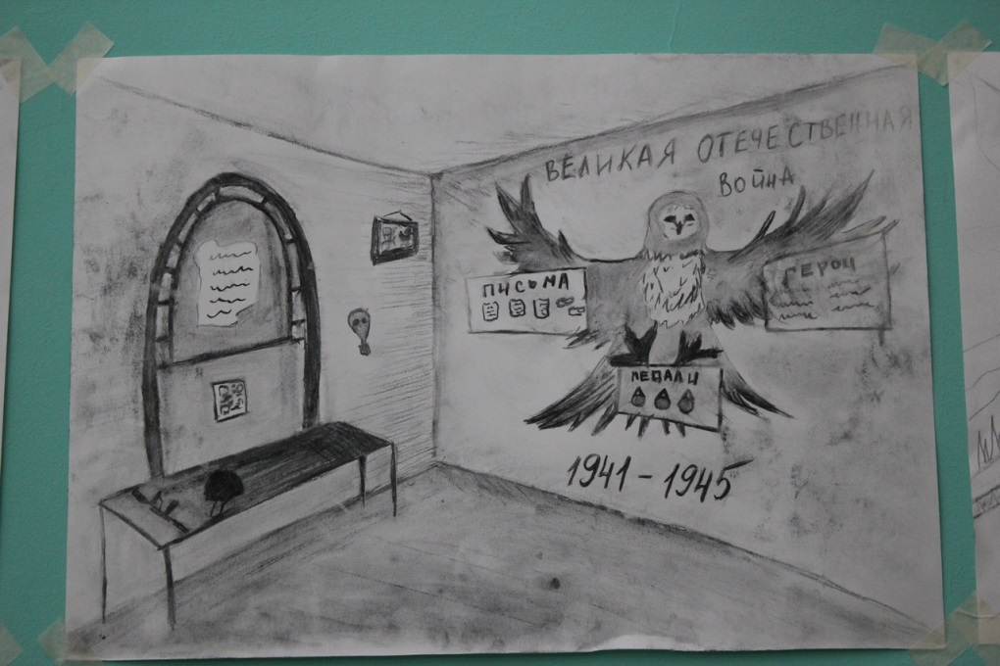 ВЕЛИКАЯ ОТЕЧЕСТВЕННАЯ
ВОЙНА
ПИСЬМА
ГЕРОИ
МЕДАЛИ
1941 - 1945